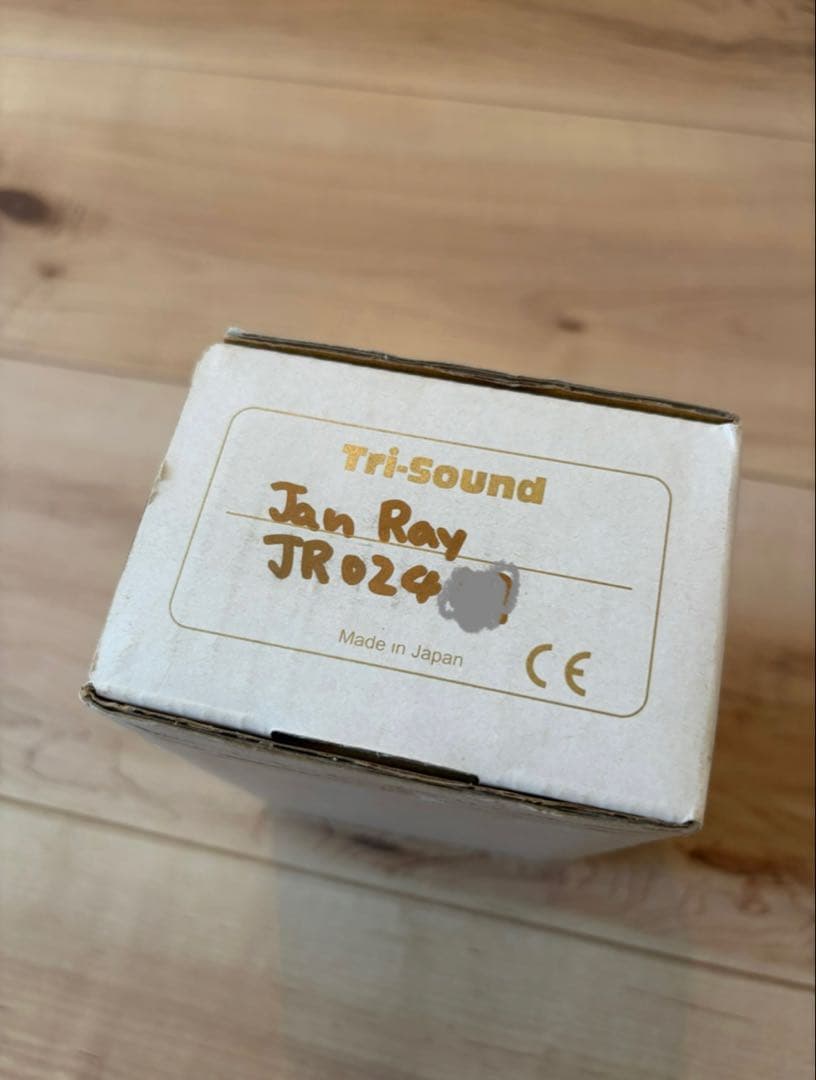 Tri-Sound
Jan Ray
JR024
Made in Japan
CE